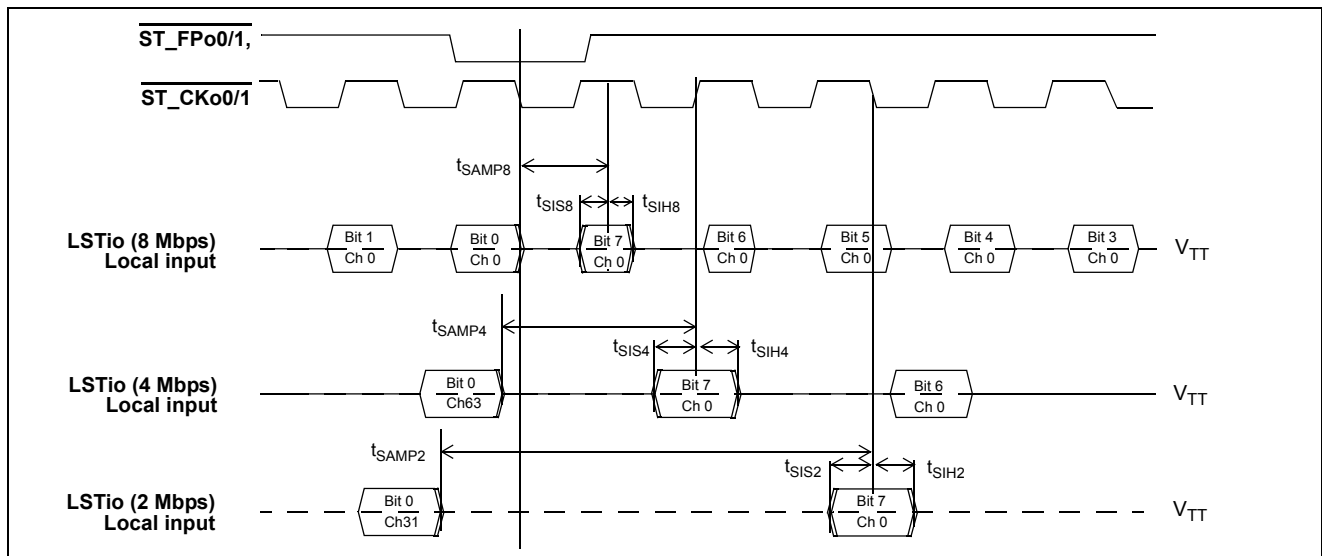 ST_FPo0/1,
ST_CKo0/1
tSAMP8
tSIS8 tSIH8
LSTio (8 Mbps)
Local input
Bit 1
Ch 0
Bit 0
Ch 0
Bit 7
Ch 0
Bit 6
Ch 0
Bit 5
Ch 0
Bit 4
Ch 0
Bit 3
Ch 0
VTT
tSAMP4
tSIS4 tSIH4
LSTio (4 Mbps)
Local input
Bit 0
Ch63
Bit 7
Ch 0
Bit 6
Ch 0
VTT
tSAMP2
tSIS2 tSIH2
LSTio (2 Mbps)
Local input
Bit 0
Ch31
Bit 7
Ch 0
VTT